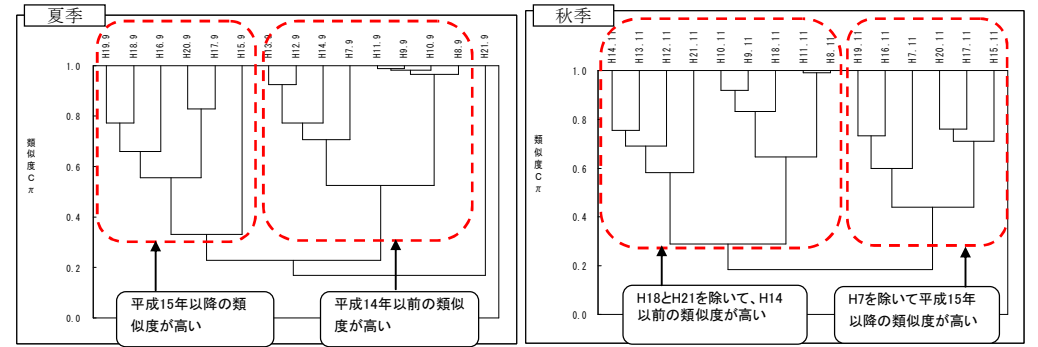 夏季
H19.9
H18.9
H16.9
H20.9
H17.9
H15.9
H13.9
H12.9
H14.9
H7.9
H11.9
H9.9
H10.9
H8.9
H21.9
1.0
0.8
0.6
0.4
0.2
0.0
類似度Cπ
平成15年以降の類
似度が高い
平成14年以前の類似
度が高い
秋季
H14.11
H13.11
H12.11
H21.11
H10.11
H9.11
H18.11
H11.11
H8.11
H19.11
H16.11
H7.11
H20.11
H17.11
H15.11
1.0
0.8
0.6
0.4
0.2
0.0
類似度Cπ
H18とH21を除いて、H14
以前の類似度が高い
H7を除いて平成15年
以降の類似度が高い